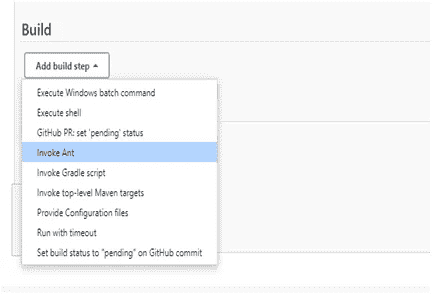 Build
Add build step
Execute Windows batch command
Execute shell
GitHub PR: set 'pending' status
Invoke Ant
Invoke Gradle script
Invoke top-level Maven targets
Provide Configuration files
Run with timeout
Set build status to "pending" on GitHub commit